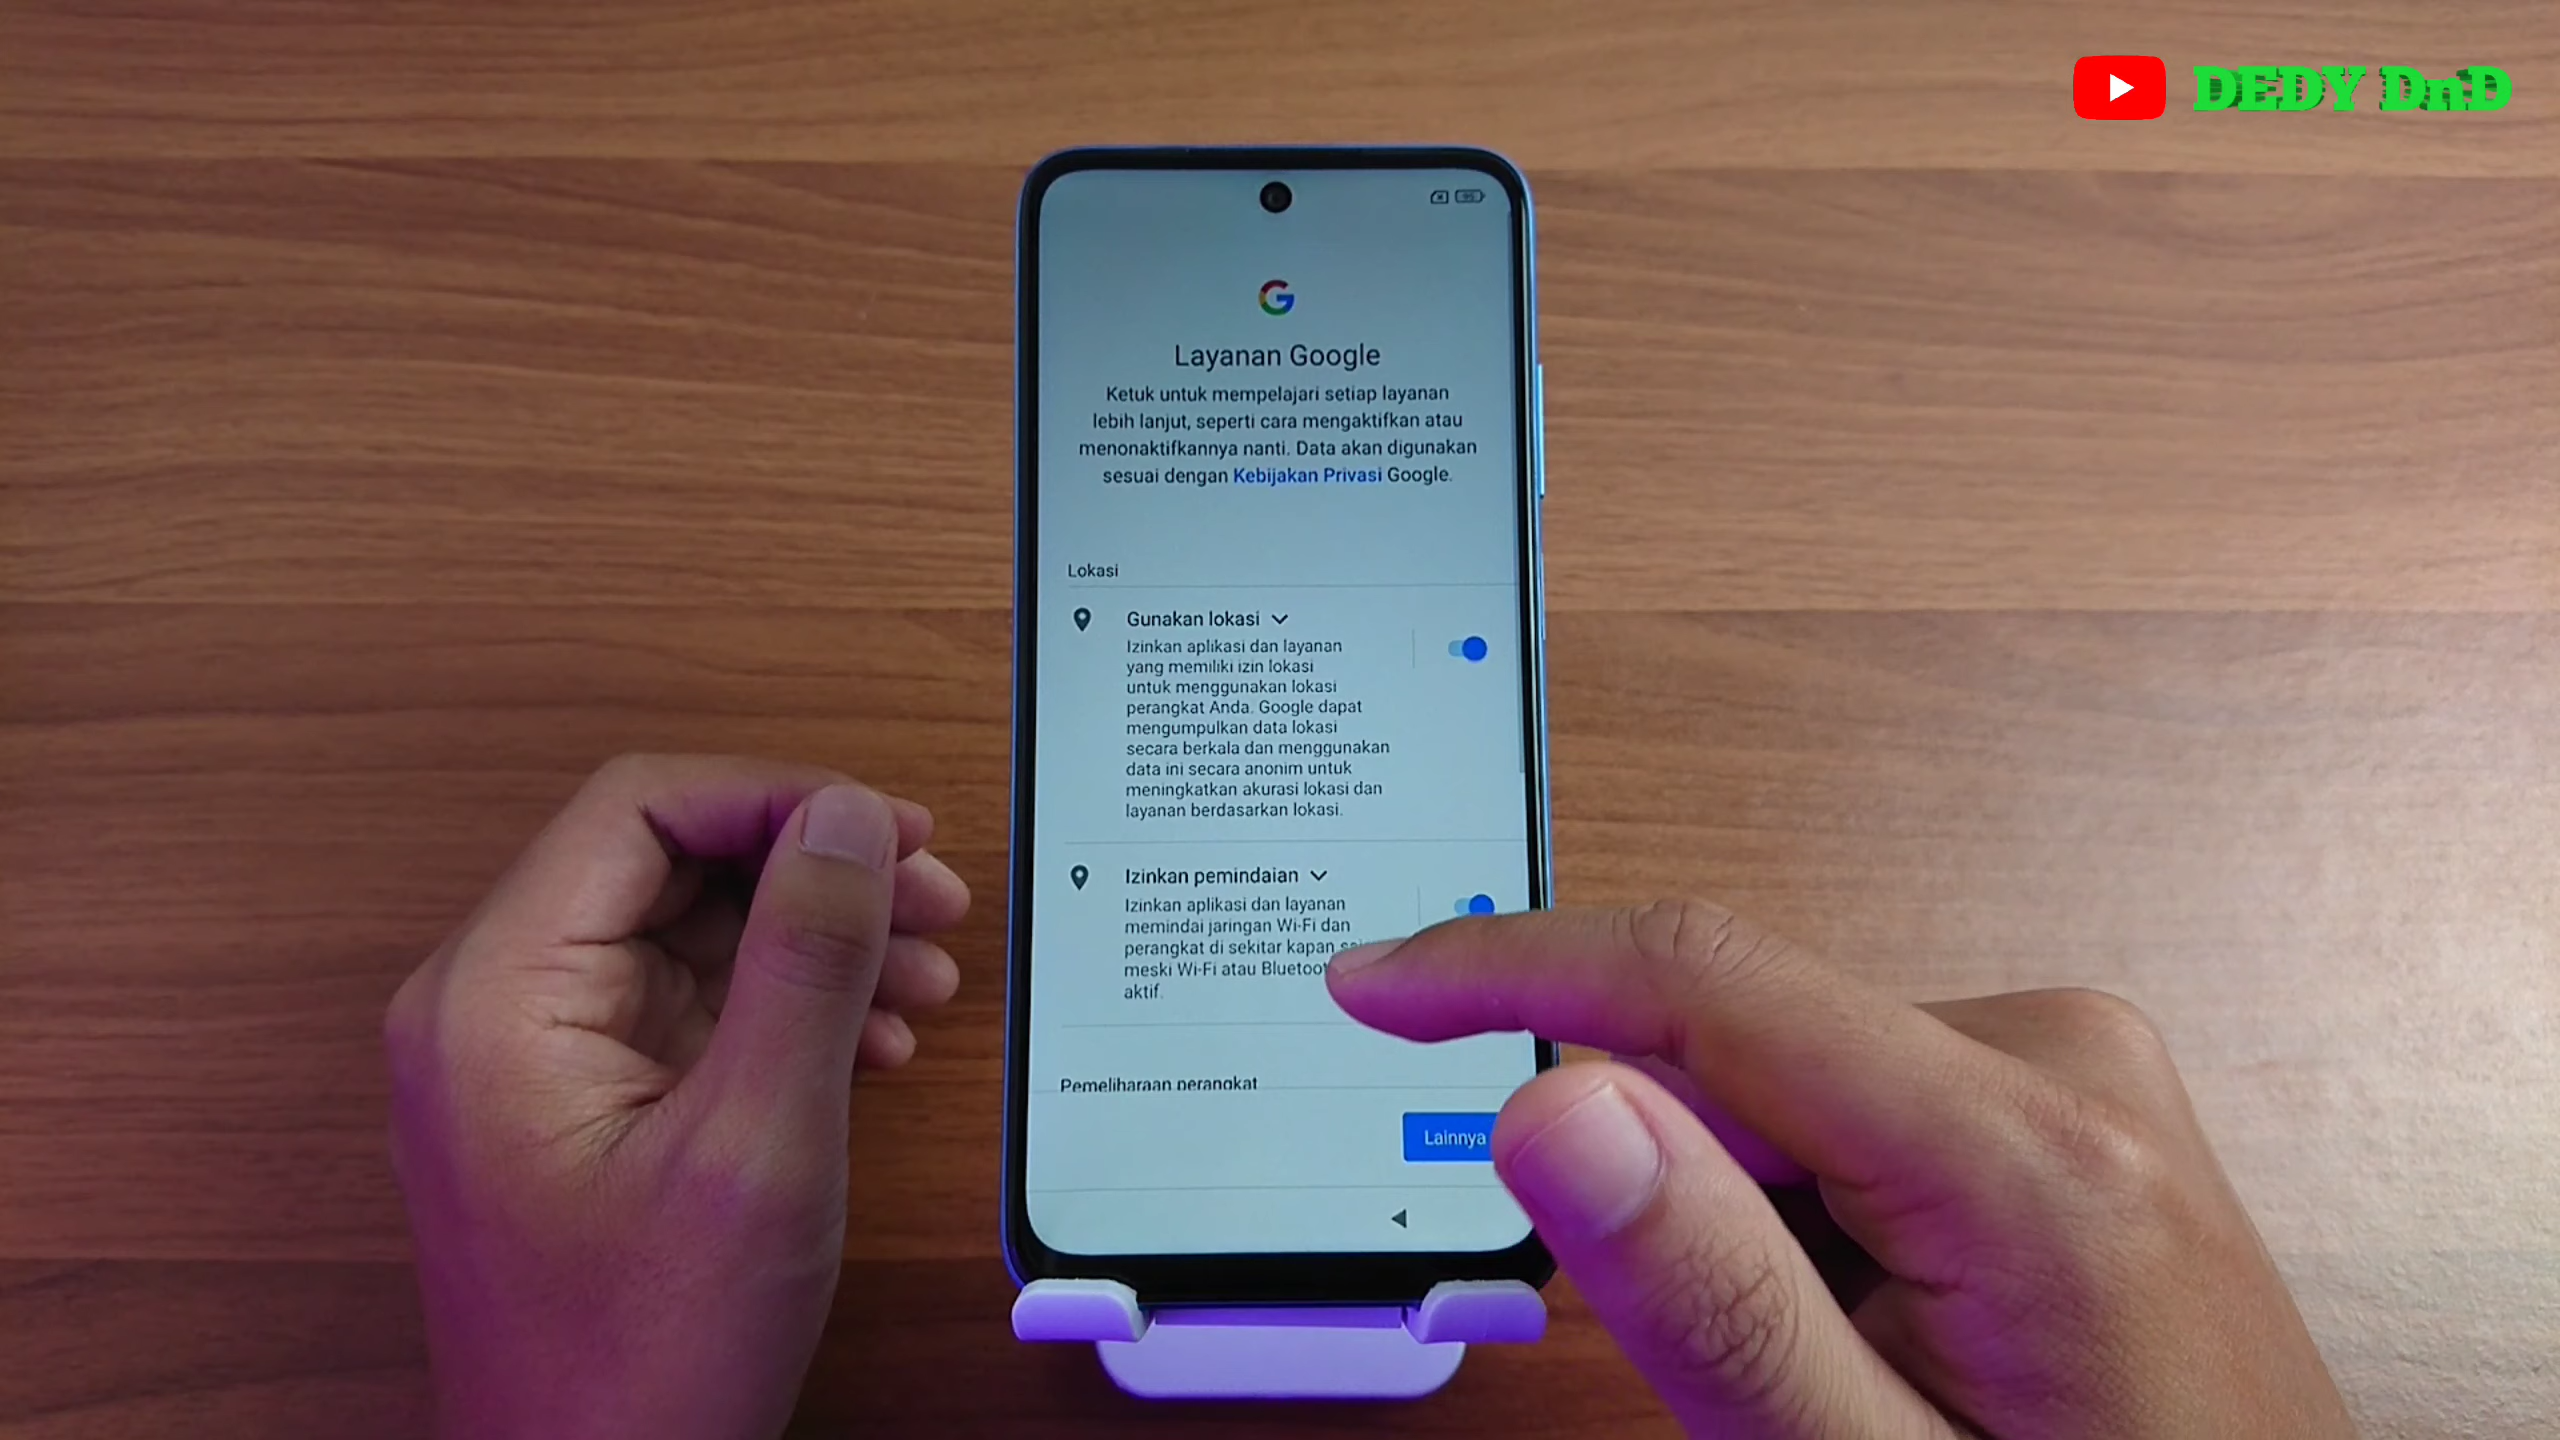 DEDY DnD
Layanan Google
Ketuk untuk mempelajari setiap layanan
lebih lanjut, seperti cara mengaktifkan atau
menonaktifkannya nanti. Data akan digunakan
sesuai dengan Kebijakan Privasi Google.
Lokasi
Gunakan lokasi
Izinkan aplikasi dan layanan
yang memiliki izin lokasi
untuk menggunakan lokasi
perangkat Anda. Google dapat
mengumpulkan data lokasi
secara berkala dan menggunakan
data ini secara anonim untuk
meningkatkan akurasi lokasi dan
layanan berdasarkan lokasi.
Izinkan pemindaian
Izinkan aplikasi dan layanan
memindai jaringan Wi-Fi dan
perangkat di sekitar kapan
meski Wi-Fi atau Bluetoot
aktif.
Pemeliharaan perangkat
Lainnya